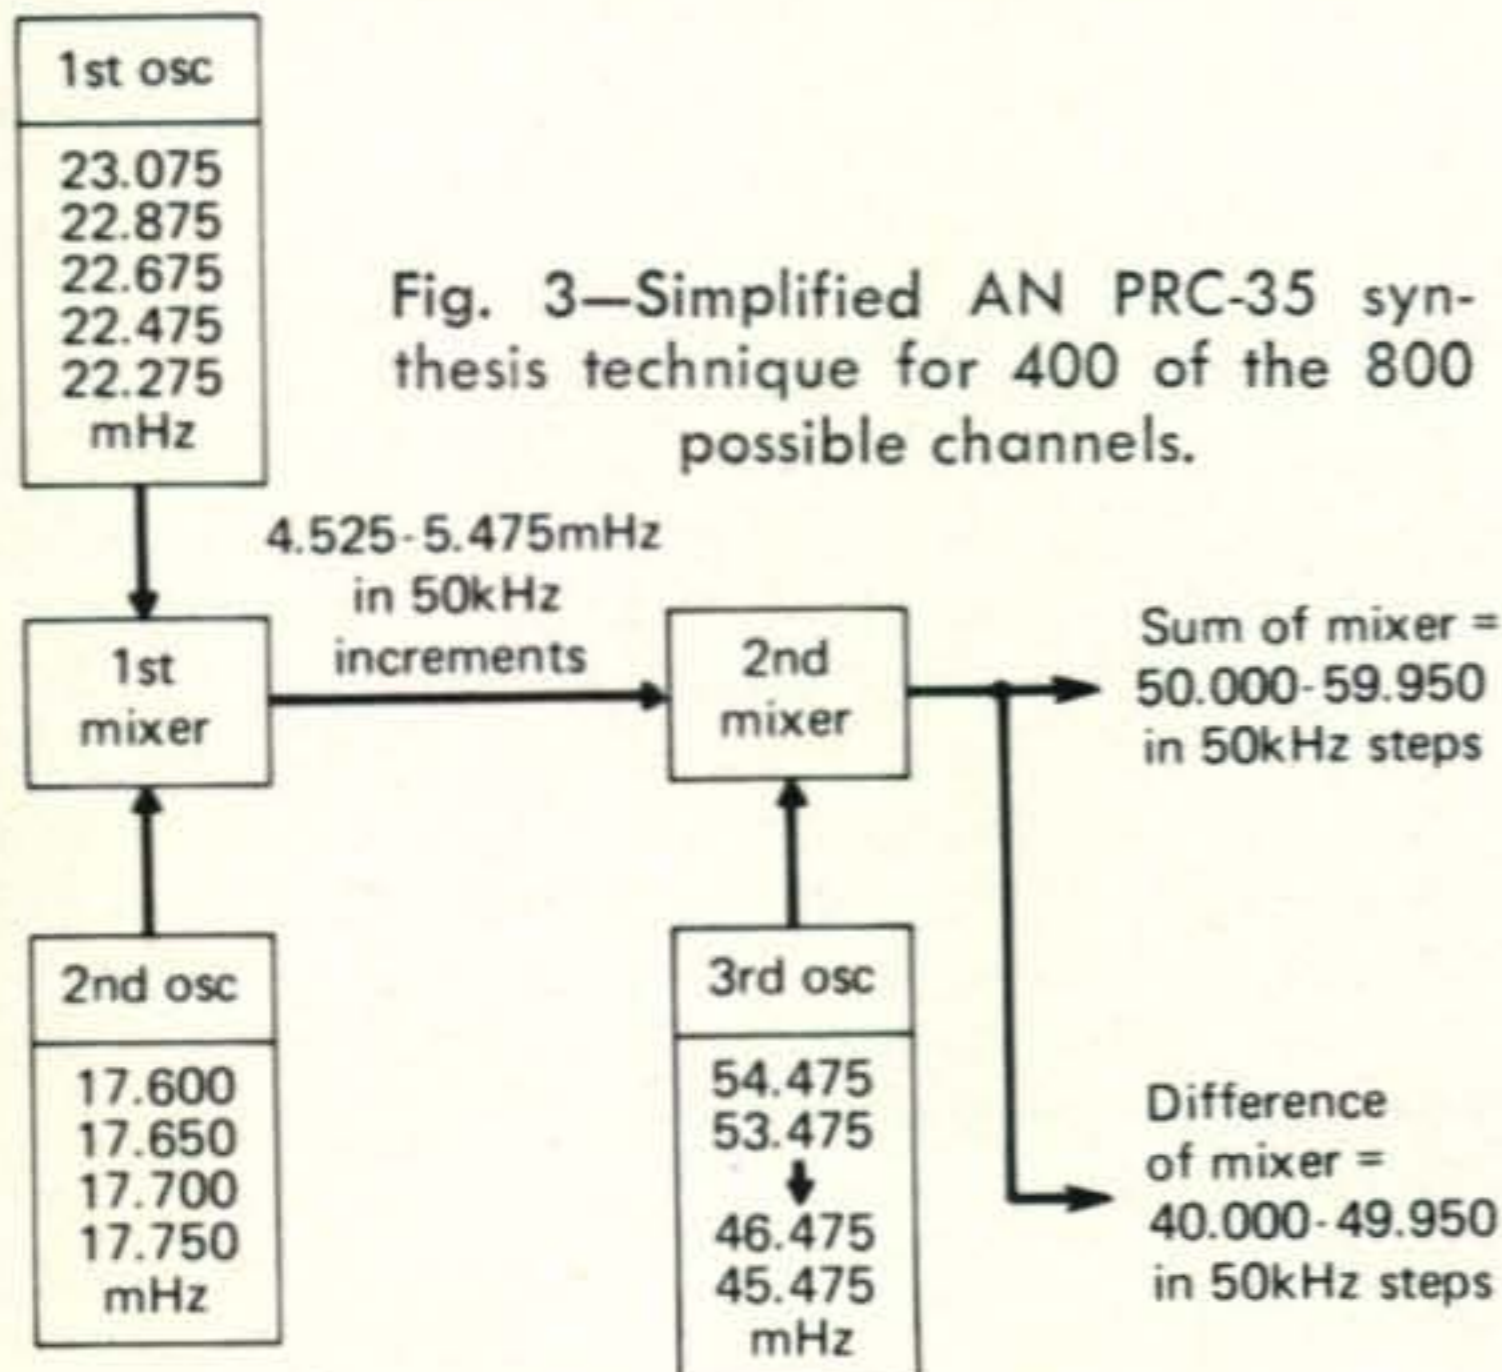 1st osc
23.075
22.875
22.675
22.475
22.275
mHz
Fig. 3—Simplified AN PRC-35 syn-
thesis technique for 400 of the 800
possible channels.
4.525-5.475mHz
in 50kHz
increments
1st
mixer
2nd
mixer
Sum of mixer =
50.000-59.950
in 50kHz steps
2nd osc
17.600
17.650
17.700
17.750
mHz
3rd osc
54.475
53.475
46.475
45.475
mHz
Difference
of mixer =
40.000-49.950
in 50kHz steps